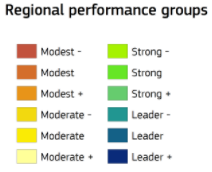 Regional performance groups
Modest -
Modest
Modest +
Moderate -
Moderate
Moderate +
Strong -
Strong
Strong +
Leader -
Leader
Leader +